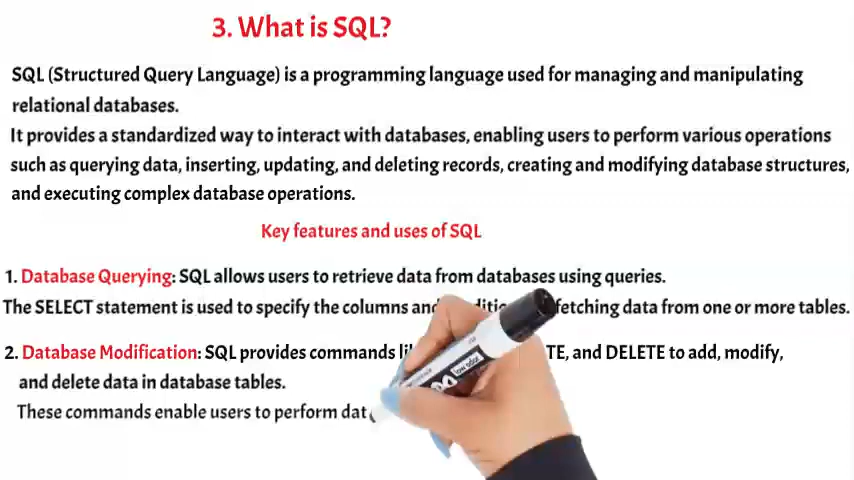 3. What is SQL?
SQL (Structured Query Language) is a programming language used for managing and manipulating
relational databases.
It provides a standardized way to interact with databases, enabling users to perform various operations
such as querying data, inserting, updating, and deleting records, creating and modifying database structures,
and executing complex database operations.
Key features and uses of SQL
1. Database Querying: SQL allows users to retrieve data from databases using queries.
The SELECT statement is used to specify the columns and fetching data from one or more tables.
2. Database Modification: SQL provides commands TE, and DELETE to add, modify,
and delete data in database tables.
These commands enable users to perform dat